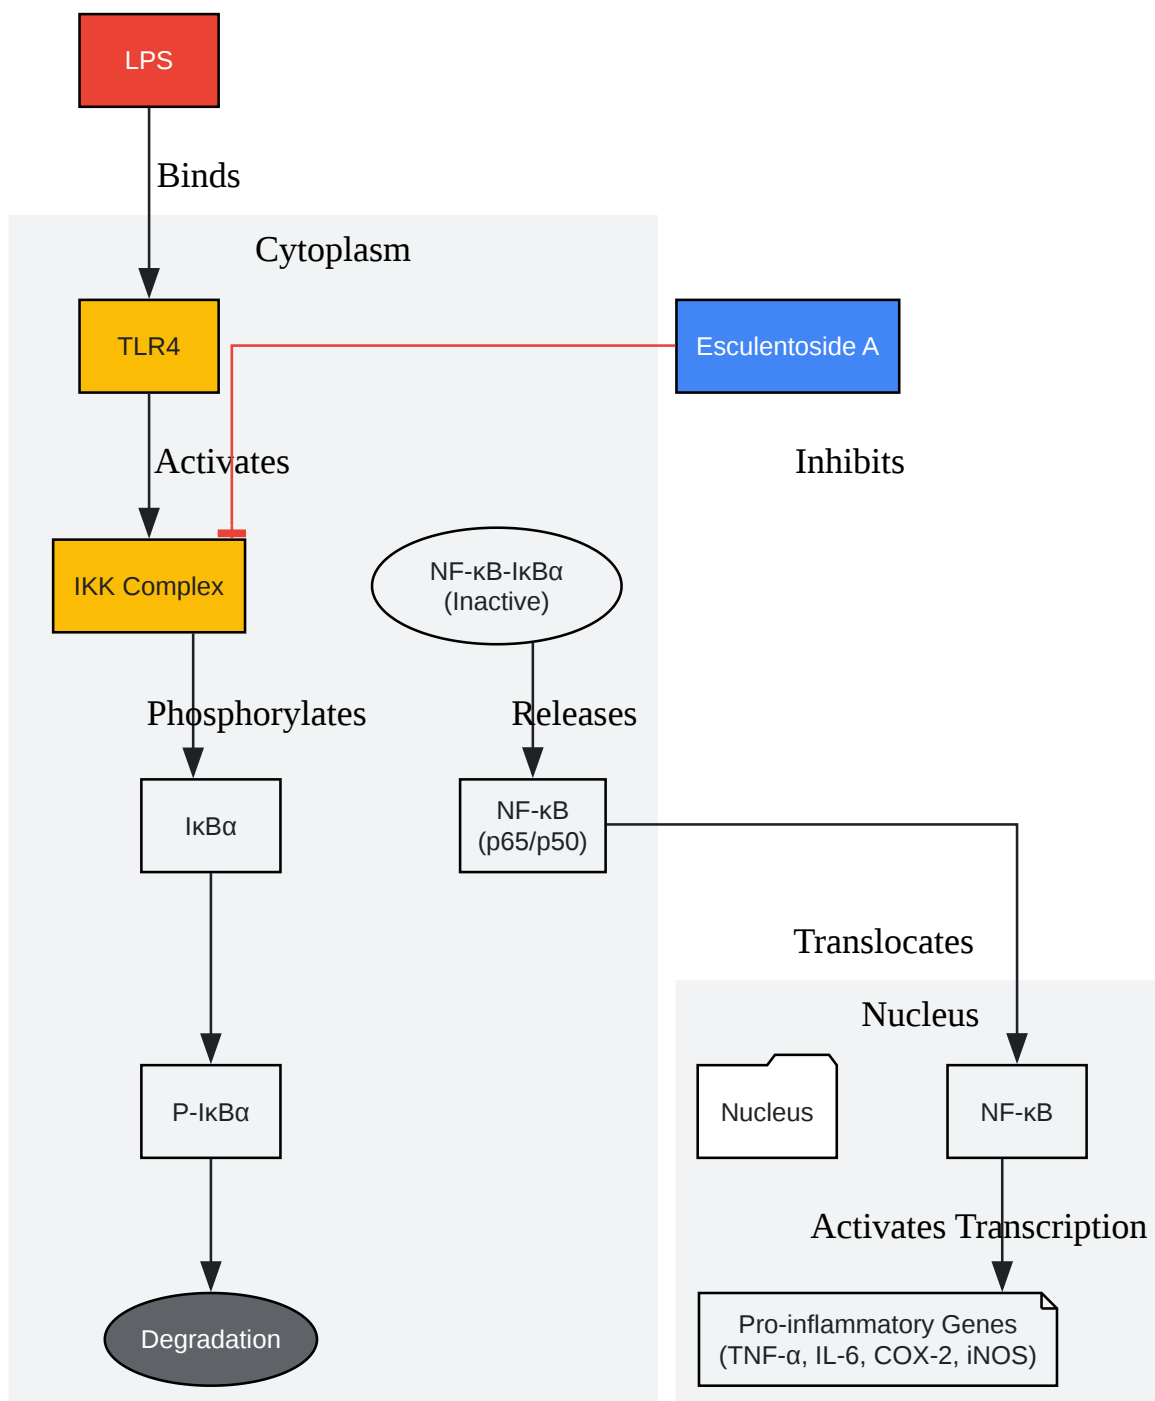 LPS
Binds
Cytoplasm
TLR4
Esculentoside A
Activates
Inhibits
IKK Complex
NF-κB-IκBα
(Inactive)
Phosphorylates
Releases
IκBα
NF-κB
(p65/p50)
Translocates
Nucleus
P-IκBα
Nucleus
NF-κB
Activates Transcription
Degradation
Pro-inflammatory Genes
(TNF-α, IL-6, COX-2, iNOS)